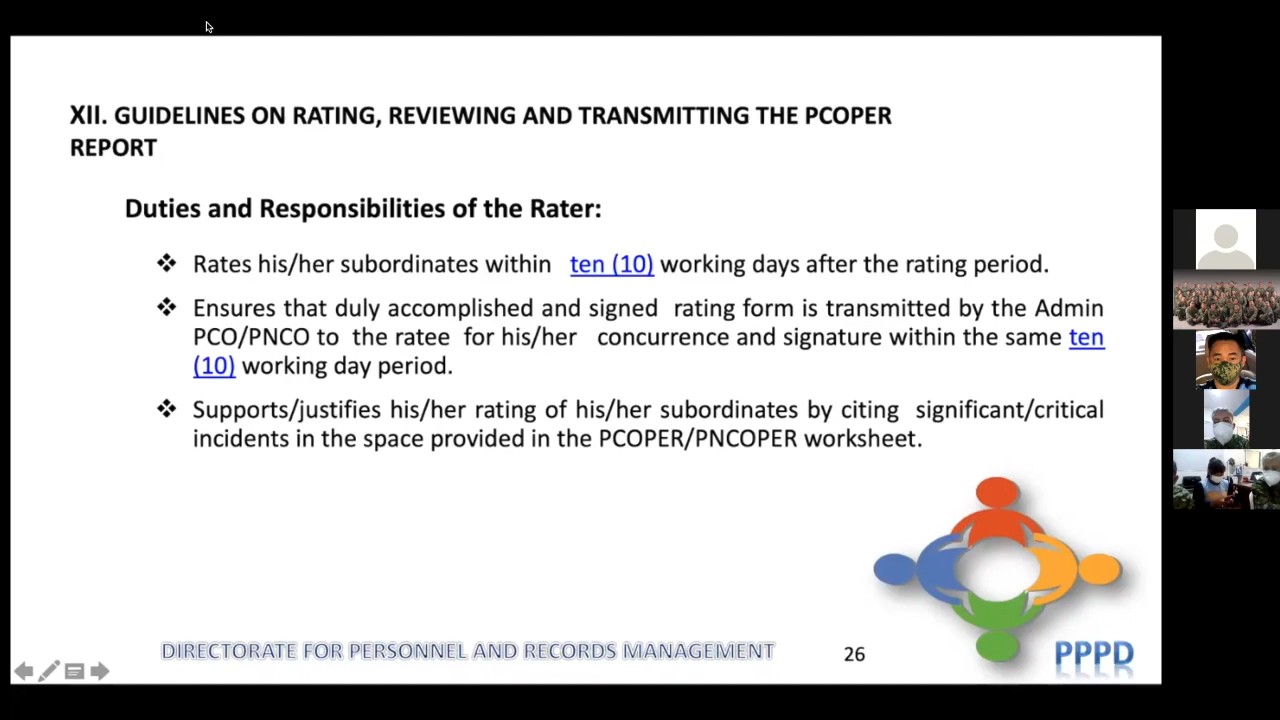 XII. GUIDELINES ON RATING, REVIEWING AND TRANSMITTING THE PCOPER
REPORT
Duties and Responsibilities of the Rater:
❖ Rates his/her subordinates within ten (10) working days after the rating period.
❖ Ensures that duly accomplished and signed rating form is transmitted by the Admin
PCO/PNCO to the ratee for his/her concurrence and signature within the same ten
(10) working day period.
❖ Supports/justifies his/her rating of his/her subordinates by citing significant/critical
incidents in the space provided in the PCOPER/PNCOPER worksheet.
DIRECTORATE FOR PERSONNEL AND RECORDS MANAGEMENT
26
PPPD